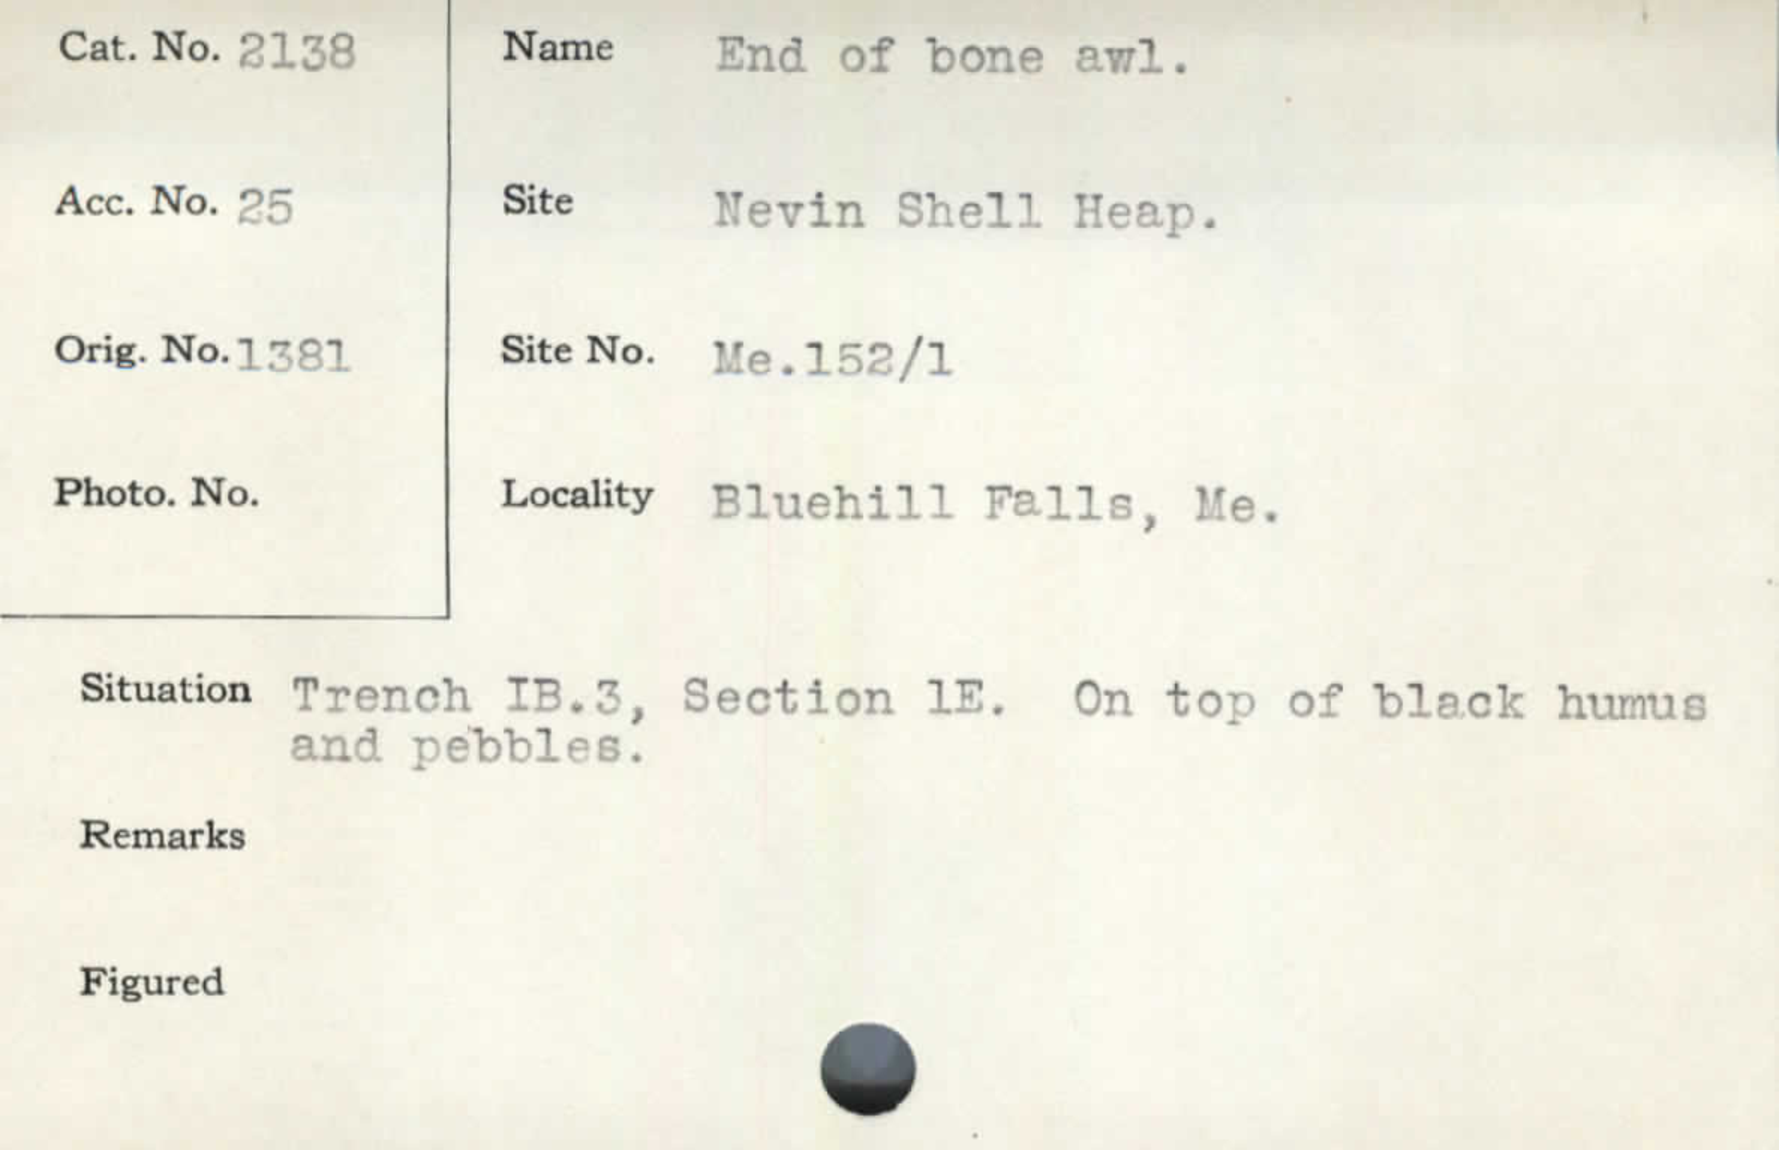 Cat. No. 2138
Name End of bone awl.
Acc. No. 25
Site Nevin Shell Heap.
Orig. No. 1381
Site No. Me.152/1
Photo. No.
Locality Bluehill Falls, Me.
Situation Trench IB.3, Section 1E. On top of black humus
and pebbles.
Remarks
Figured